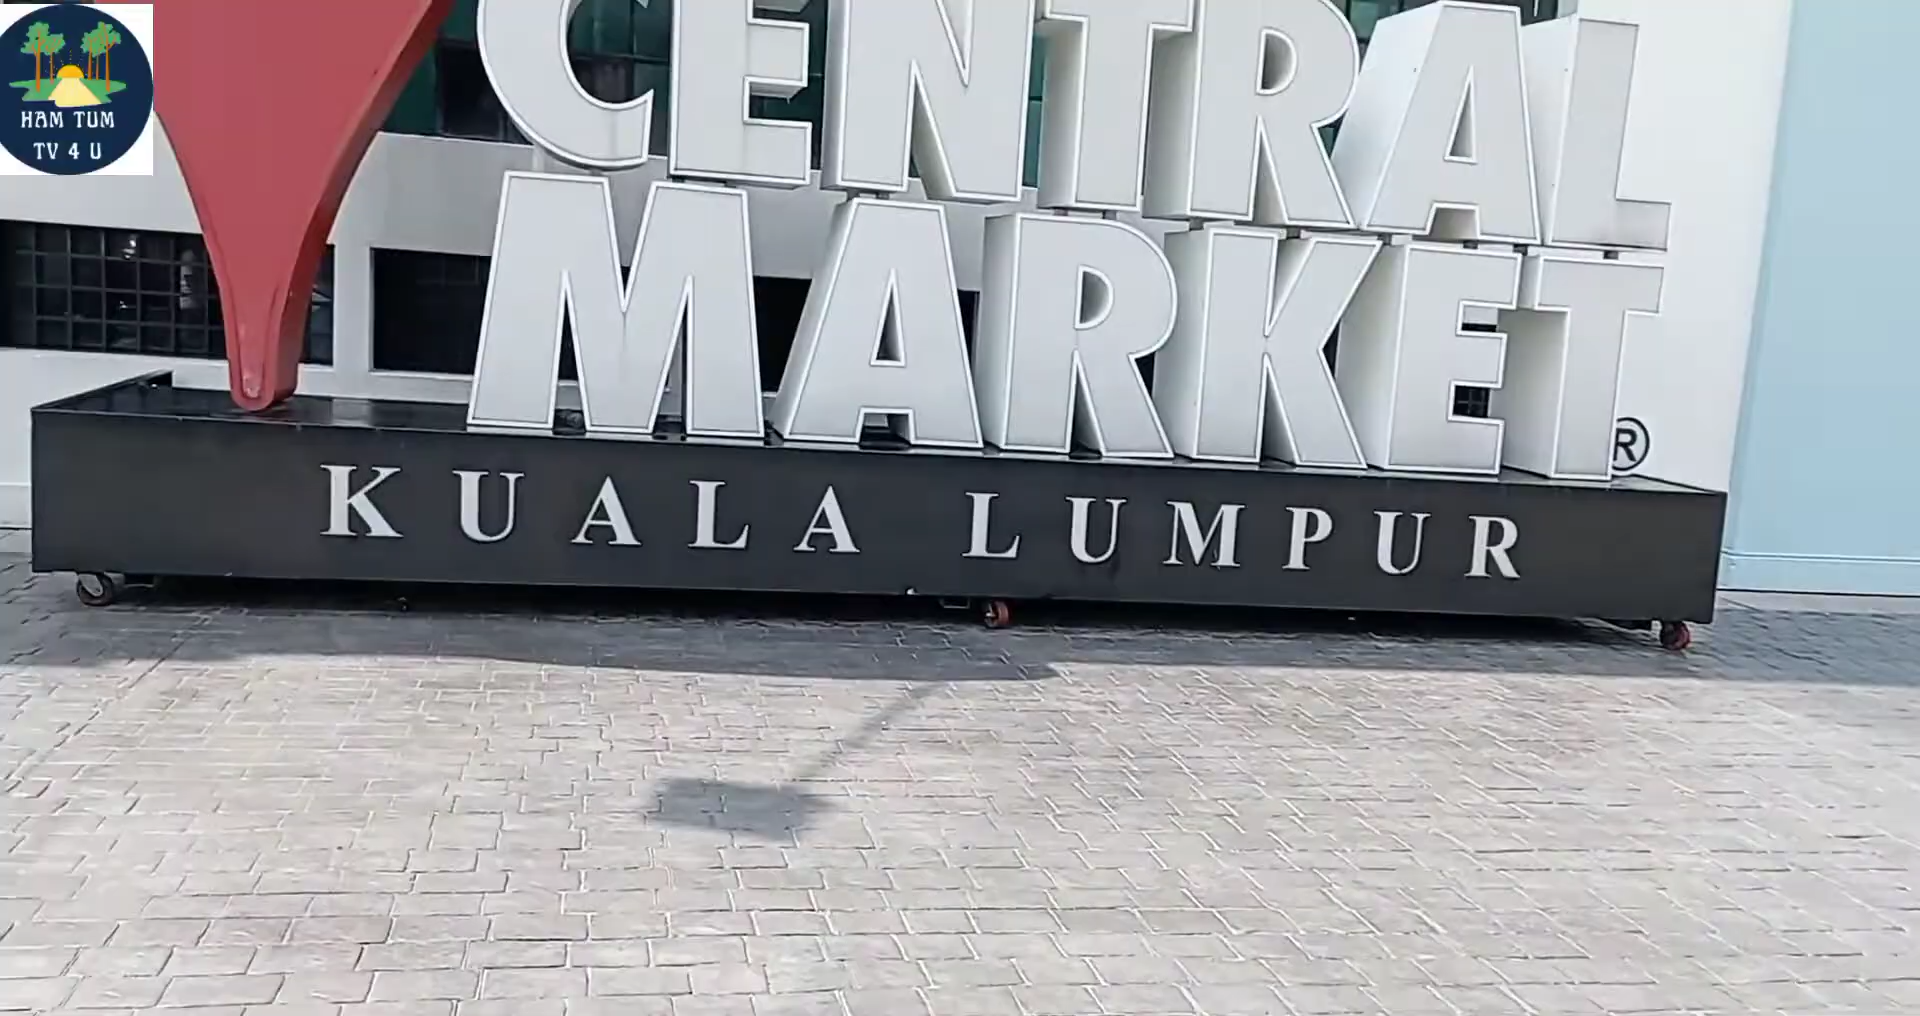 HAM TUM
TV 4 U
CENTRAL
MARKET
®
KUALA LUMPUR